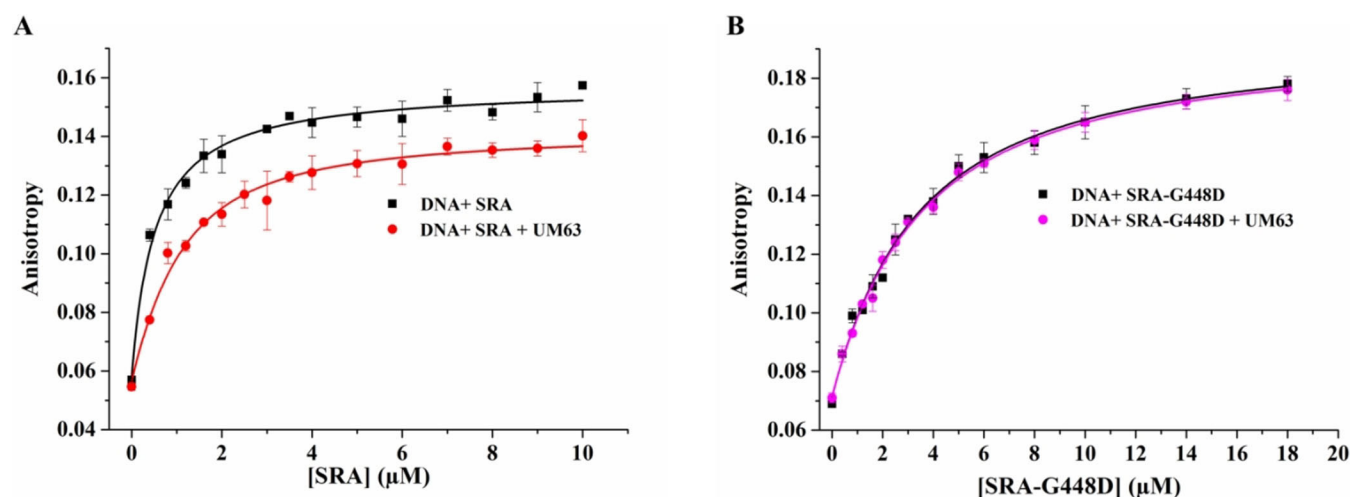 A
Anisotropy
0.16
0.14
0.12
0.10
0.08
0.06
0.04
DNA+ SRA
DNA+ SRA + UM63
0 2 4 6 8 10
[SRA] (µM)
B
Anisotropy
0.18
0.16
0.14
0.12
0.10
0.08
0.06
DNA+ SRA-G448D
DNA+ SRA-G448D + UM63
0 2 4 6 8 10 12 14 16 18 20
[SRA-G448D] (µM)